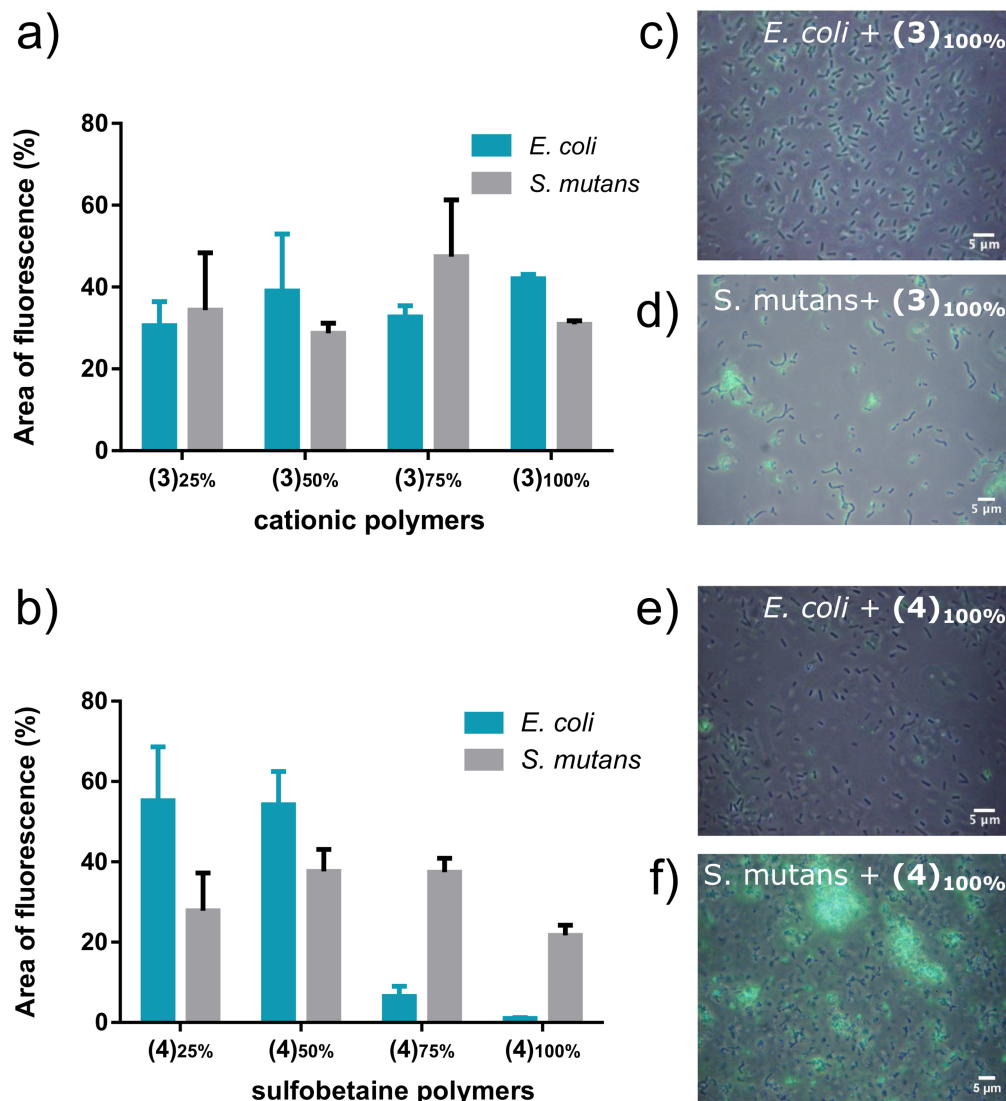 a)
80
60
40
20
0
Area of fluorescence (%)
E. coli
S. mutans
(3)25%
(3)50%
(3)75%
(3)100%
cationic polymers
b)
80
60
40
20
0
Area of fluorescence (%)
E. coli
S. mutans
(4)25%
(4)50%
(4)75%
(4)100%
sulfobetaine polymers
c)
E. coli + (3)100%
5 µm
d)
S. mutans+ (3)100%
5 µm
e)
E. coli + (4)100%
5 µm
f)
S. mutans + (4)100%
5 µm